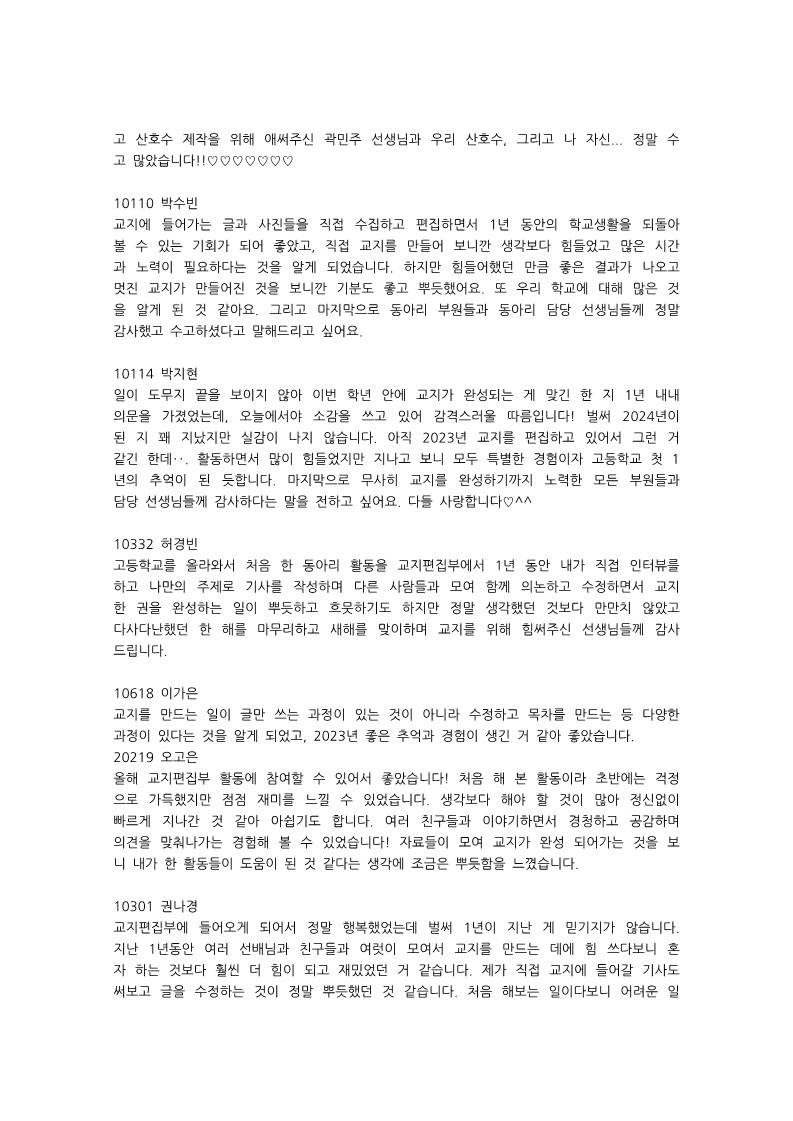 고 산호수 제작을 위해 애써주신 곽민주 선생님과 우리 산호수, 그리고 나 자신... 정말 수
고 많았습니다!!♡♡♡♡♡♡♡
10110 박수빈
교지에 들어가는 글과 사진들을 직접 수집하고 편집하면서 1년 동안의 학교생활을 되돌아
볼 수 있는 기회가 되어 좋았고, 직접 교지를 만들어 보니깐 생각보다 힘들었고 많은 시간
과 노력이 필요하다는 것을 알게 되었습니다. 하지만 힘들어했던 만큼 좋은 결과가 나오고
멋진 교지가 만들어진 것을 보니깐 기분도 좋고 뿌듯했어요. 또 우리 학교에 대해 많은 것
을 알게 된 것 같아요. 그리고 마지막으로 동아리 부원들과 동아리 담당 선생님들께 정말
감사했고 수고하셨다고 말해드리고 싶어요.
10114 박지현
일이 도무지 끝을 보이지 않아 이번 학년 안에 교지가 완성되는 게 맞긴 한 지 1년 내내
의문을 가졌었는데, 오늘에서야 소감을 쓰고 있어 감격스러울 따름입니다! 벌써 2024년이
된 지 꽤 지났지만 실감이 나지 않습니다. 아직 2023년 교지를 편집하고 있어서 그런 거
같긴 한데‥. 활동하면서 많이 힘들었지만 지나고 보니 모두 특별한 경험이자 고등학교 첫 1
년의 추억이 된 듯합니다. 마지막으로 무사히 교지를 완성하기까지 노력한 모든 부원들과
담당 선생님들께 감사하다는 말을 전하고 싶어요. 다들 사랑합니다♡^^
10332 허경빈
고등학교를 올라와서 처음 한 동아리 활동을 교지편집부에서 1년 동안 내가 직접 인터뷰를
하고 나만의 주제로 기사를 작성하며 다른 사람들과 모여 함께 의논하고 수정하면서 교지
한 권을 완성하는 일이 뿌듯하고 흐뭇하기도 하지만 정말 생각했던 것보다 만만치 않았고
다사다난했던 한 해를 마무리하고 새해를 맞이하며 교지를 위해 힘써주신 선생님들께 감사
드립니다.
10618 이가은
교지를 만드는 일이 글만 쓰는 과정이 있는 것이 아니라 수정하고 목차를 만드는 등 다양한
과정이 있다는 것을 알게 되었고, 2023년 좋은 추억과 경험이 생긴 거 같아 좋았습니다.
20219 오고은
올해 교지편집부 활동에 참여할 수 있어서 좋았습니다! 처음 해 본 활동이라 초반에는 걱정
으로 가득했지만 점점 재미를 느낄 수 있었습니다. 생각보다 해야 할 것이 많아 정신없이
빠르게 지나간 것 같아 아쉽기도 합니다. 여러 친구들과 이야기하면서 경청하고 공감하며
의견을 맞춰나가는 경험해 볼 수 있었습니다! 자료들이 모여 교지가 완성 되어가는 것을 보
니 내가 한 활동들이 도움이 된 것 같다는 생각에 조금은 뿌듯함을 느꼈습니다.
10301 권나경
교지편집부에 들어오게 되어서 정말 행복했었는데 벌써 1년이 지난 게 믿기지가 않습니다.
지난 1년동안 여러 선배님과 친구들과 여럿이 모여서 교지를 만드는 데에 힘 쓰다보니 혼
자 하는 것보다 훨씬 더 힘이 되고 재밌었던 거 같습니다. 제가 직접 교지에 들어갈 기사도
써보고 글을 수정하는 것이 정말 뿌듯했던 것 같습니다. 처음 해보는 일이다보니 어려운 일